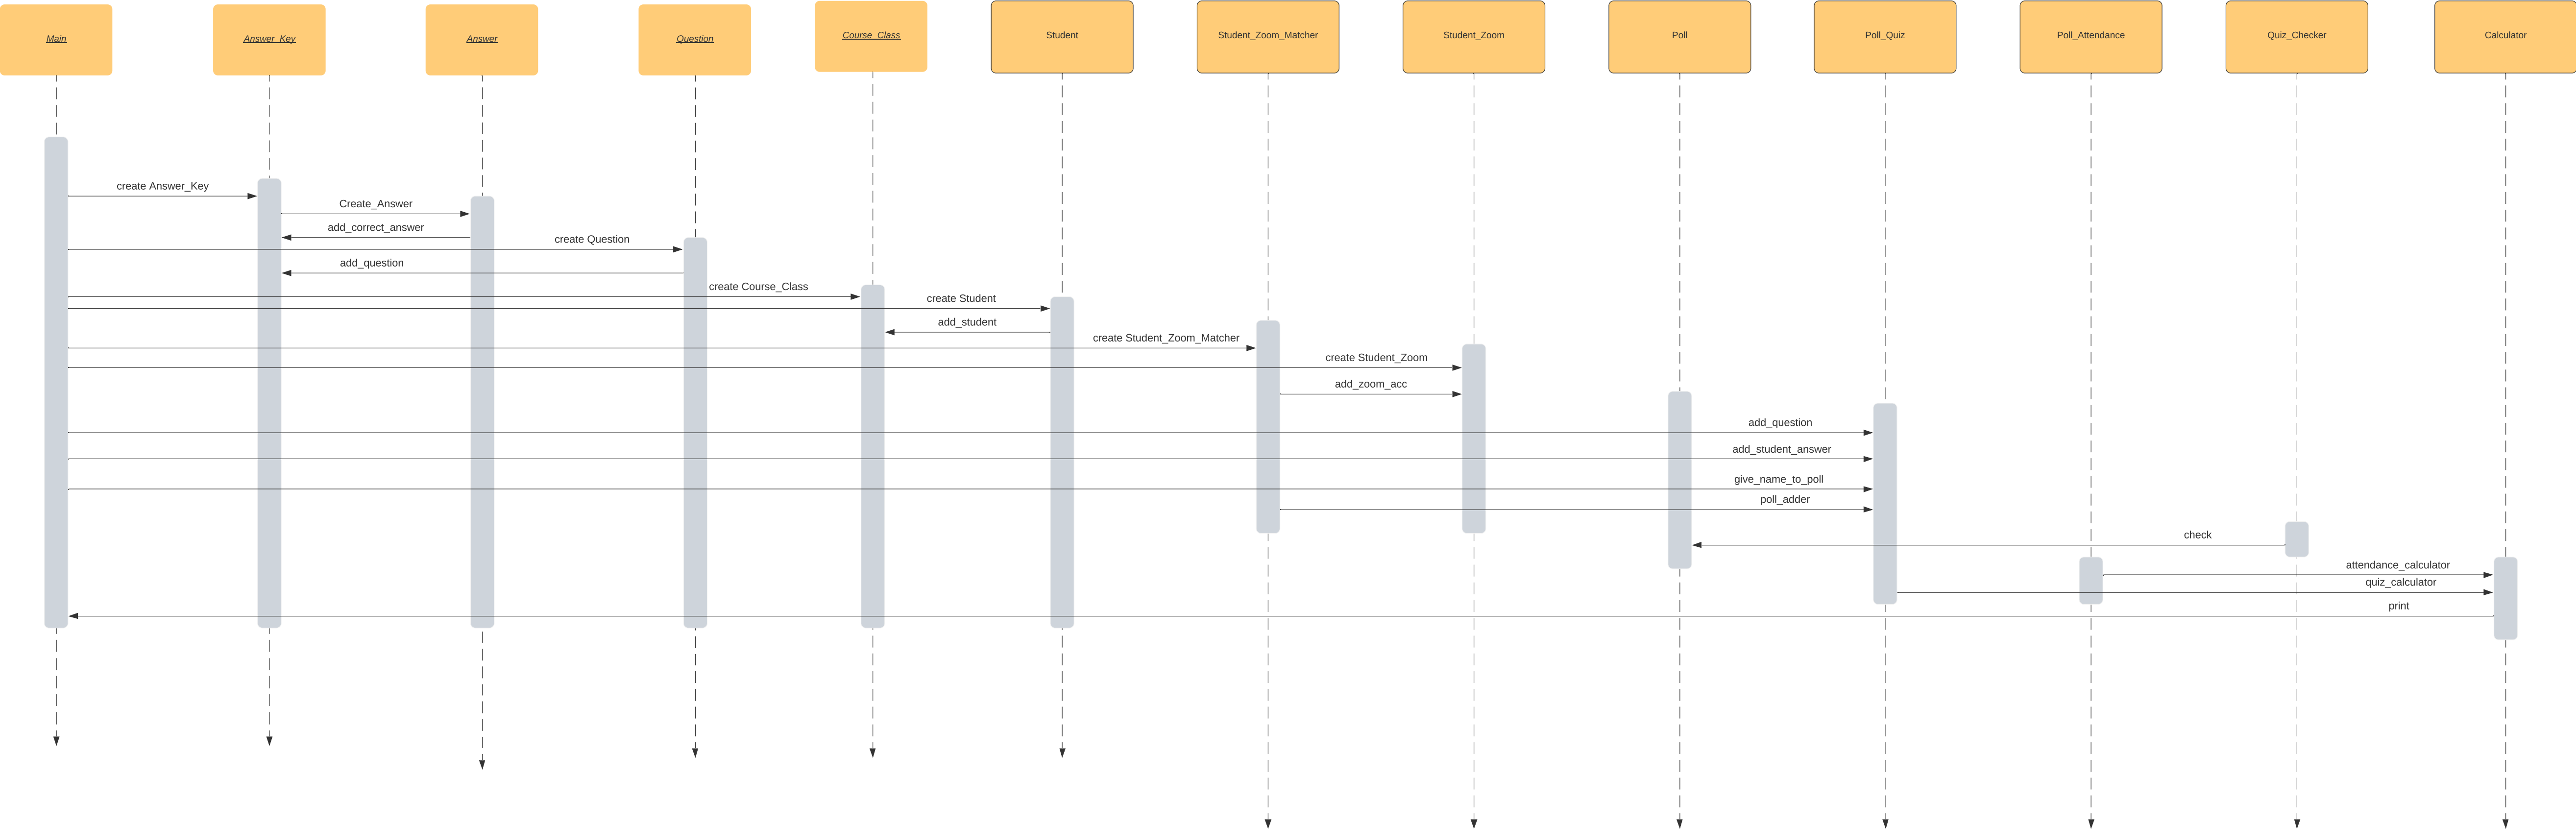 Main
Answer_Key
Answer
Question
Course_Class
Student
Student_Zoom_Matcher
Student_Zoom
Poll
Poll_Quiz
Poll_Attendance
Quiz_Checker
Calculator
create Answer_Key
Create_Answer
add_correct_answer
create Question
add_question
create Course_Class
create Student
add_student
create Student_Zoom_Matcher
create Student_Zoom
add_zoom_acc
add_question
add_student_answer
give_name_to_poll
poll_adder
check
attendance_calculator
quiz_calculator
print